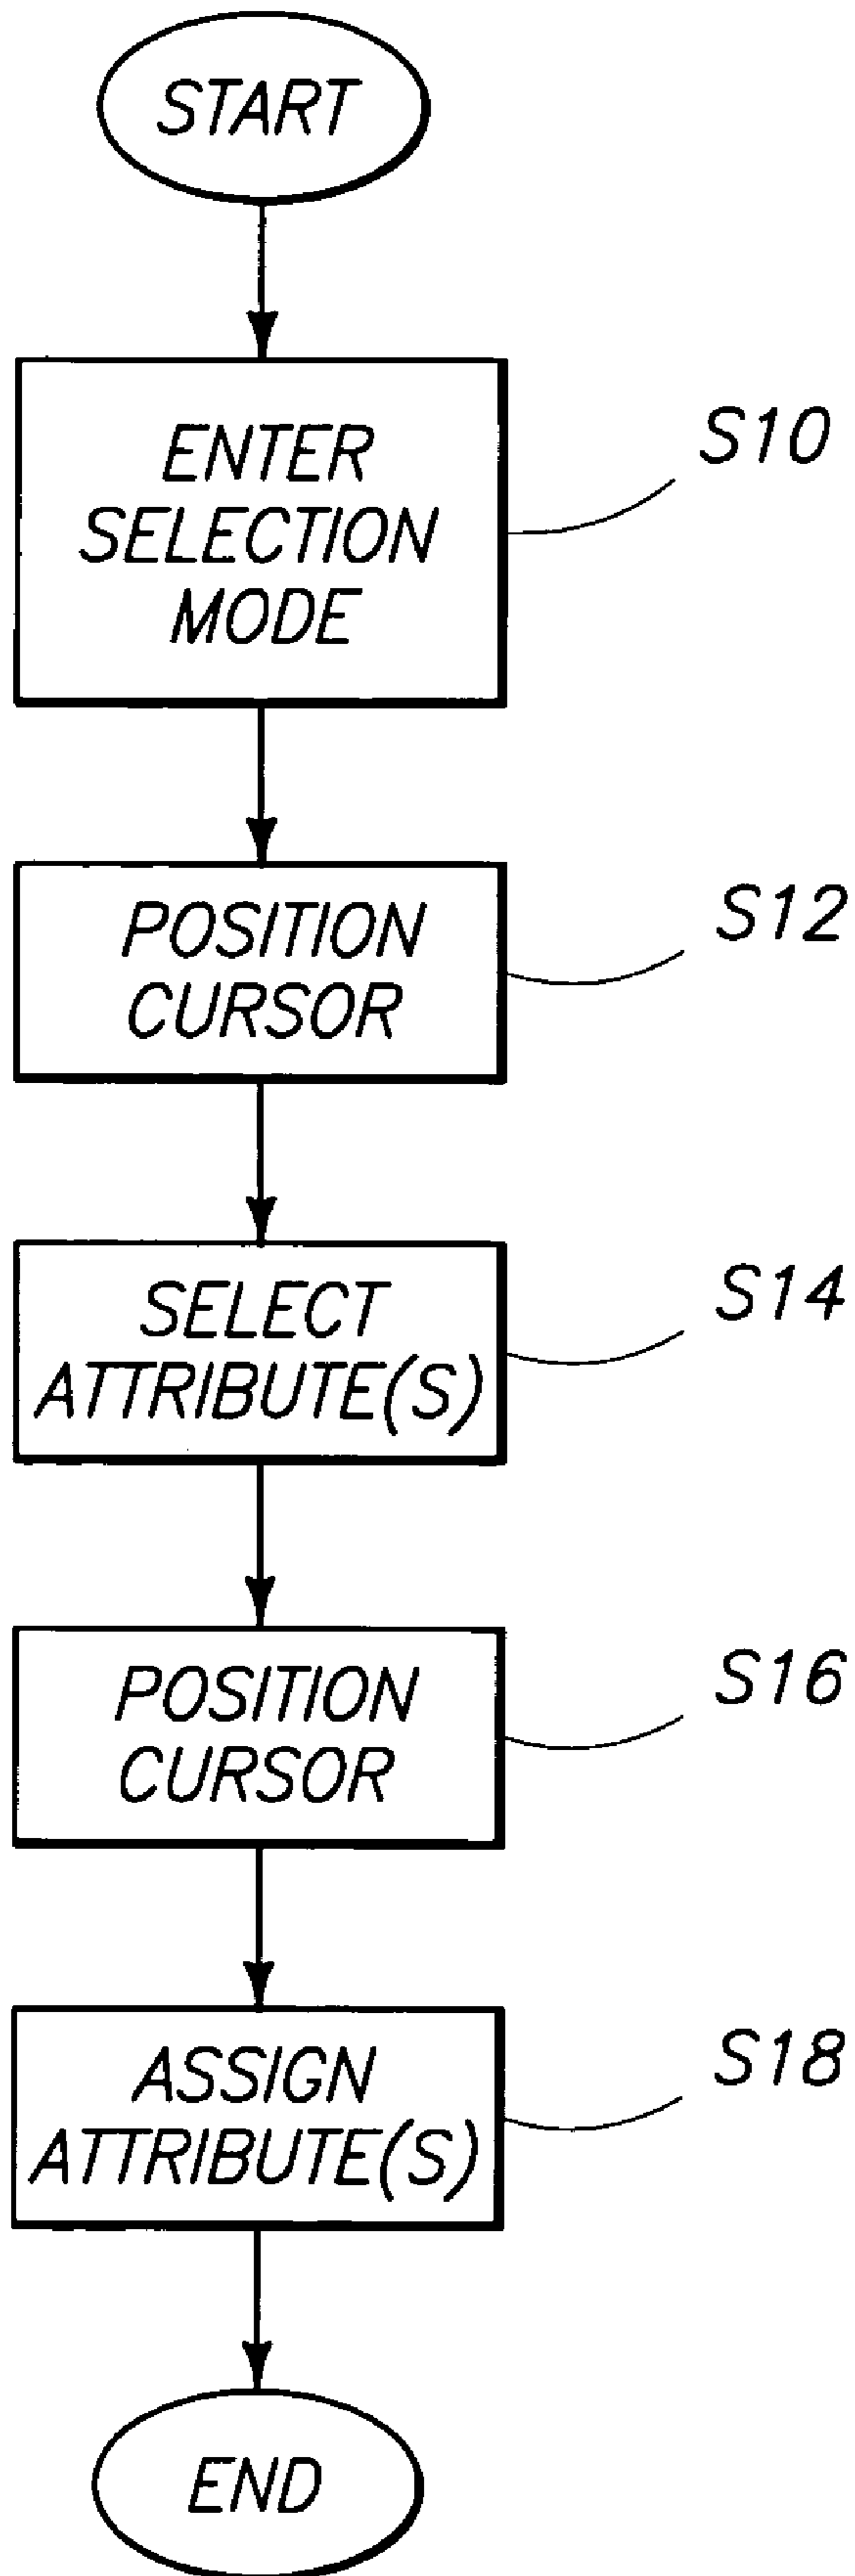 START
ENTER
SELECTION
MODE
S10
POSITION
CURSOR
S12
SELECT
ATTRIBUTE(S)
S14
POSITION
CURSOR
S16
ASSIGN
ATTRIBUTE(S)
S18
END